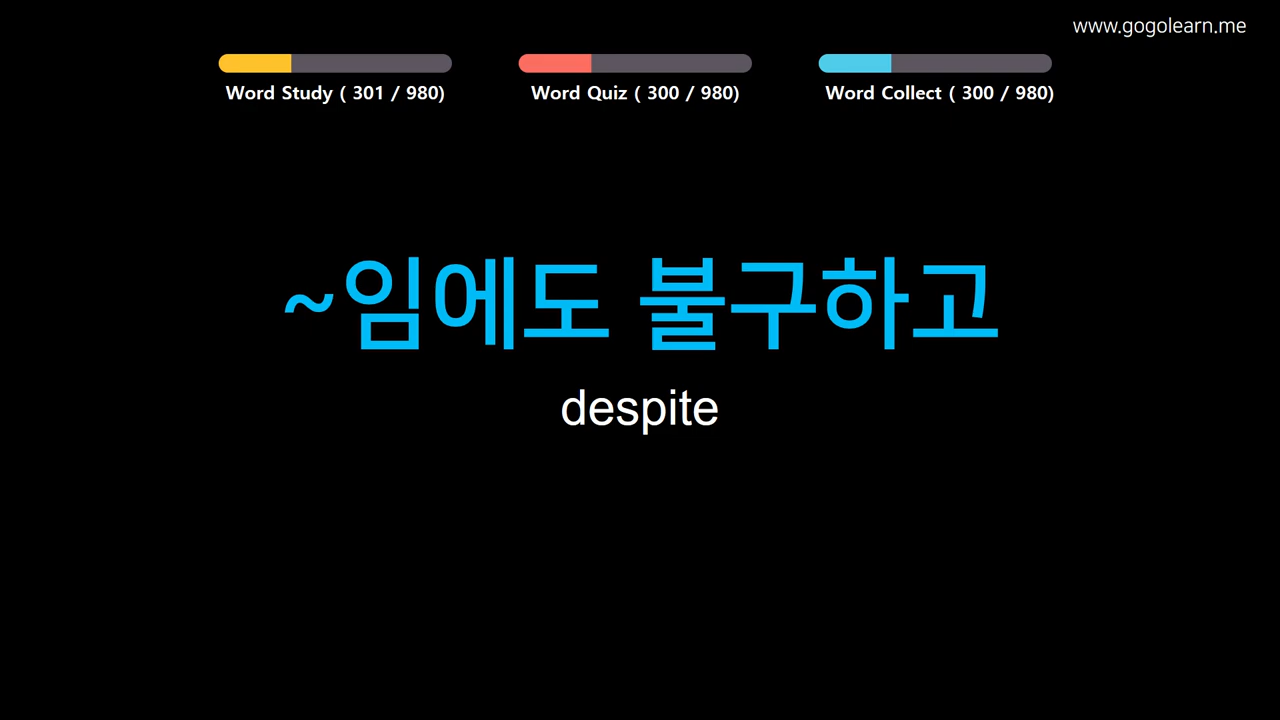 www.gogolearn.me
Word Study ( 301 / 980)
Word Quiz ( 300 / 980)
Word Collect ( 300 / 980)
~임에도 불구하고
despite